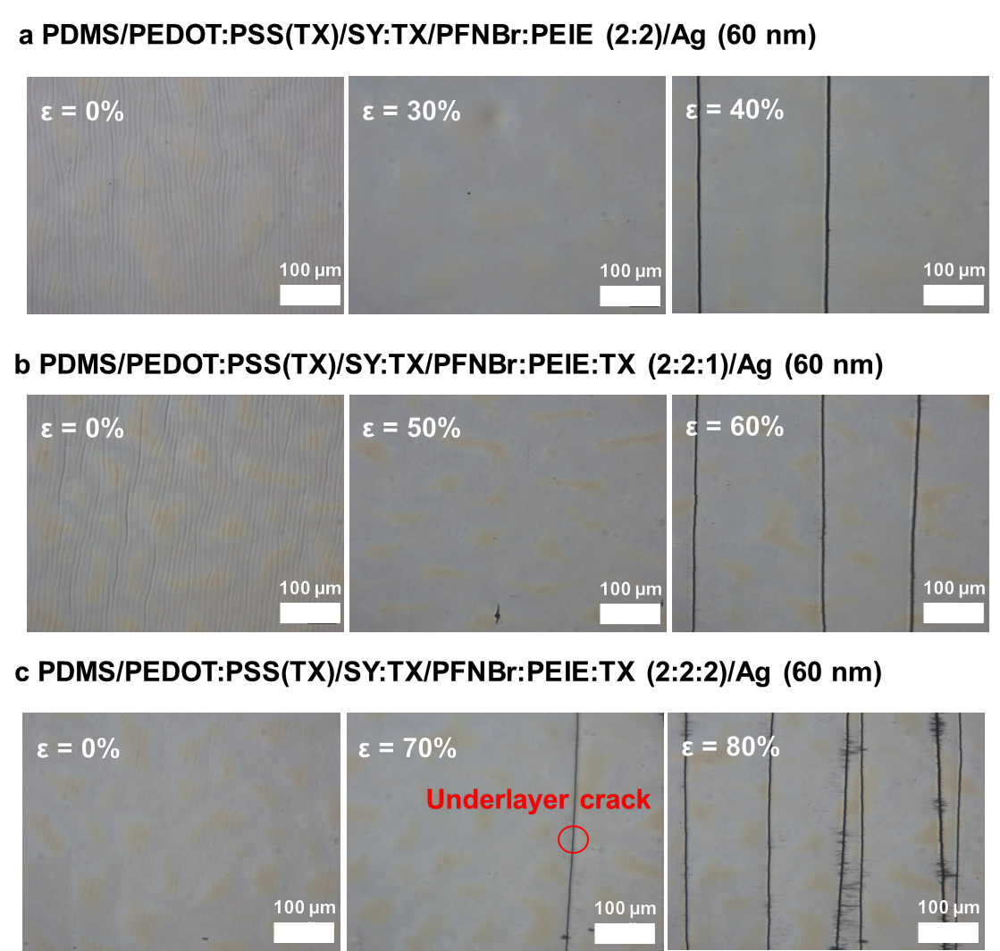 a PDMS/PEDOT:PSS(TX)/SY:TX/PFNBr:PEIE (2:2)/Ag (60 nm)
ε = 0%
ε = 30%
ε = 40%
100 µm
100 µm
100 µm
b PDMS/PEDOT:PSS(TX)/SY:TX/PFNBr:PEIE:TX (2:2:1)/Ag (60 nm)
ε = 0%
ε = 50%
ε = 60%
100 µm
100 µm
100 µm
c PDMS/PEDOT:PSS(TX)/SY:TX/PFNBr:PEIE:TX (2:2:2)/Ag (60 nm)
ε = 0%
ε = 70%
ε = 80%
Underlayer crack
100 µm
100 µm
100 µm